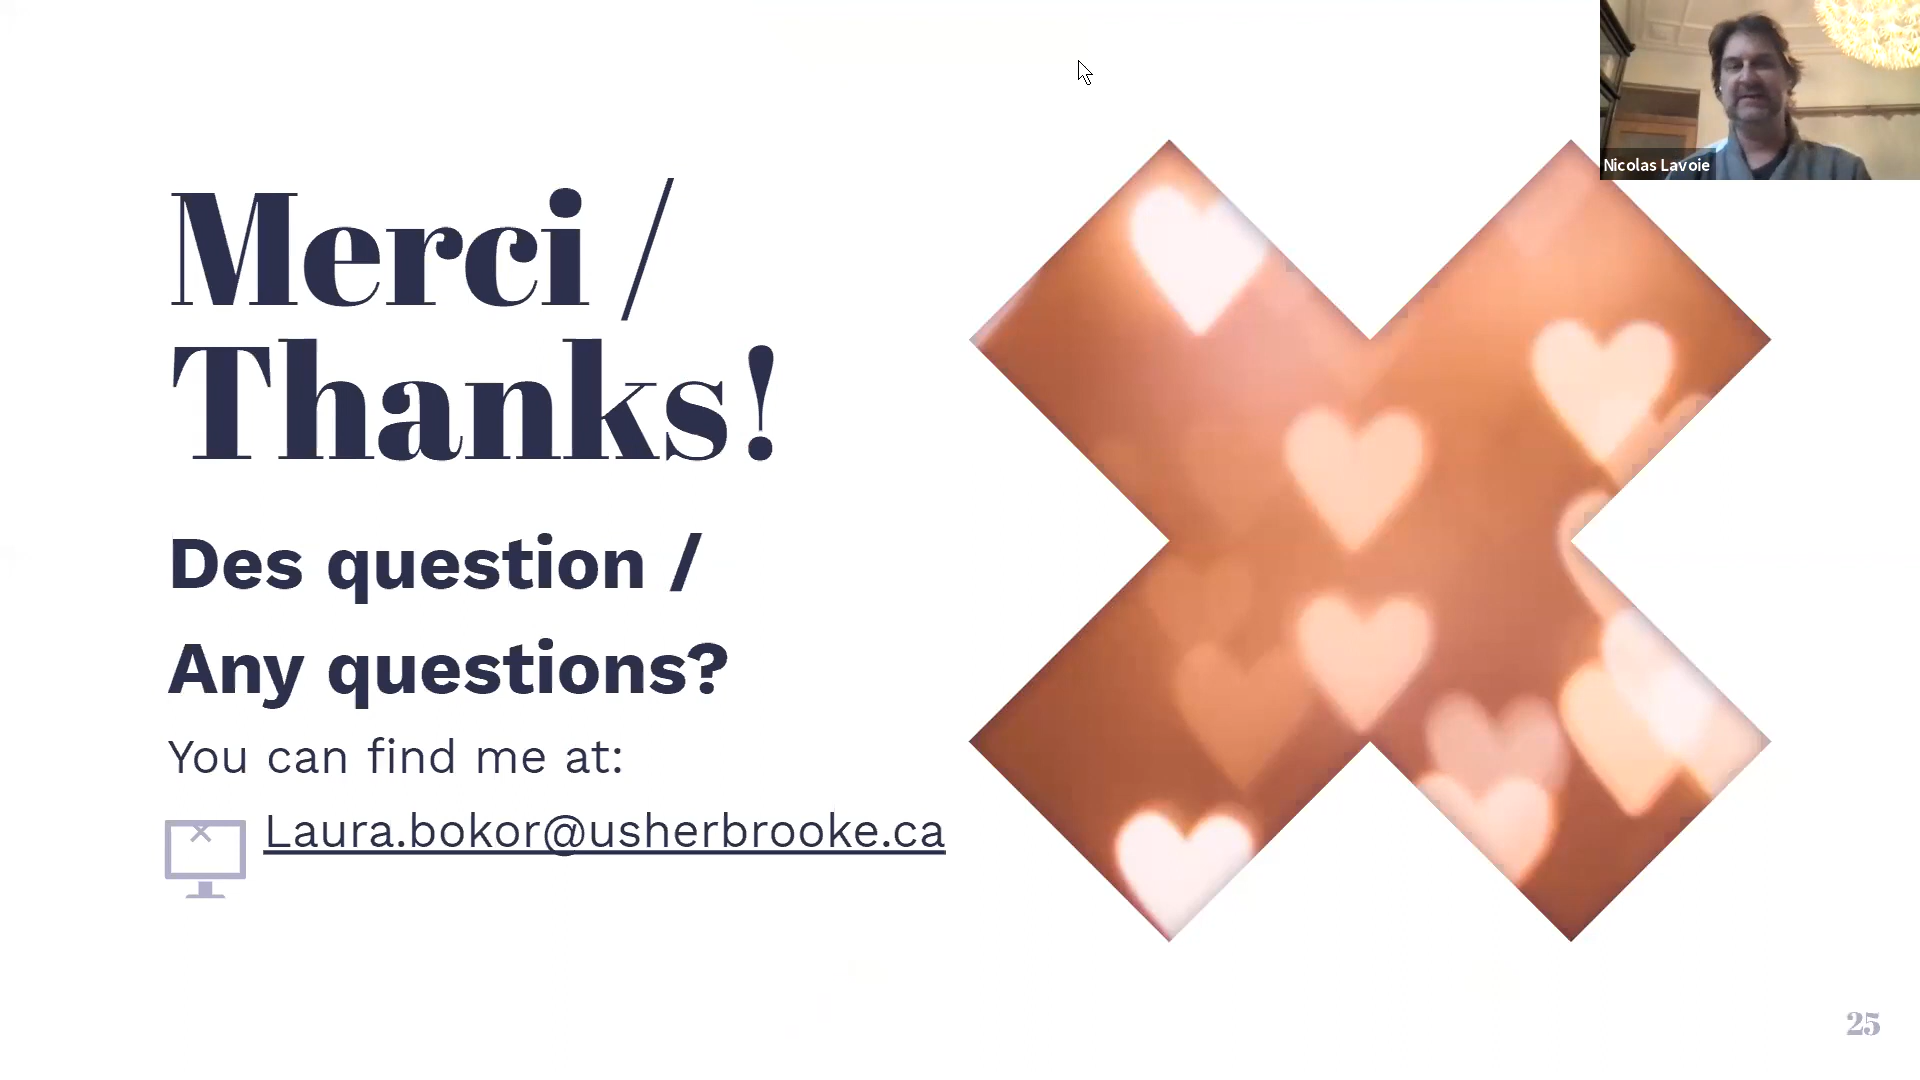 Nicolas Lavoie
Merci /
Thanks!
Des question /
Any questions?
You can find me at:
Laura.bokor@usherbrooke.ca
25